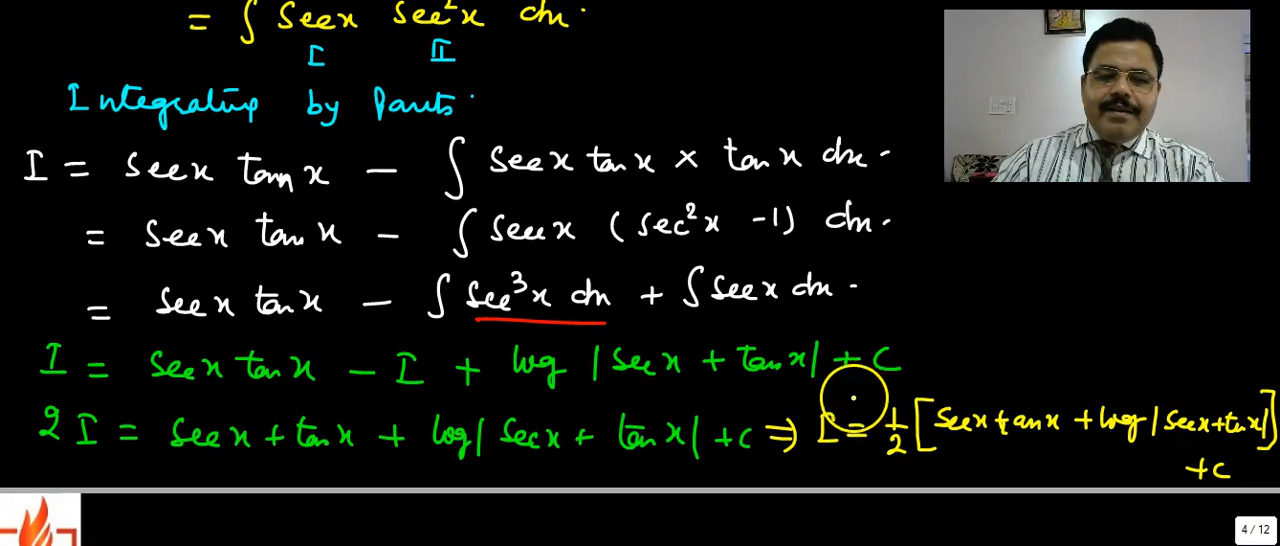 = ∫ Secx Sec²x dx.
I II
Integrating by Parts.
I = Secx tanx − ∫ Secx tanx × tanx dx.
= Secx tanx − ∫ Secx (Sec²x −1) dx.
= Secx tanx − ∫ Sec³x dx + ∫ Secx dx.
I = Secx tanx − I + log |Secx + tanx| + C
2I = Secx + tanx + log| Secx + tanx| + C ⇒ I = 1/2 [Secx tanx + log |Secx+tanx|]
+C
4 / 12